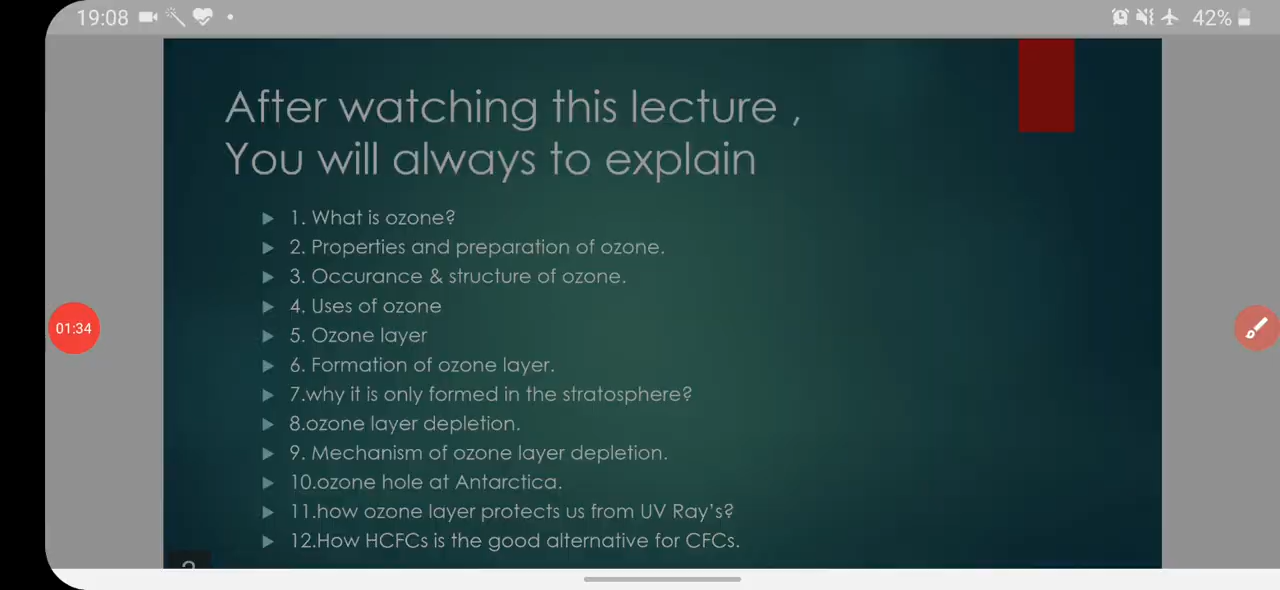 19:08
42%
After watching this lecture ,
You will always to explain
1. What is ozone?
2. Properties and preparation of ozone.
3. Occurance & structure of ozone.
4. Uses of ozone
5. Ozone layer
01:34
6. Formation of ozone layer.
7.why it is only formed in the stratosphere?
8.ozone layer depletion.
9. Mechanism of ozone layer depletion.
10.ozone hole at Antarctica.
11.how ozone layer protects us from UV Ray's?
12.How HCFCs is the good alternative for CFCs.